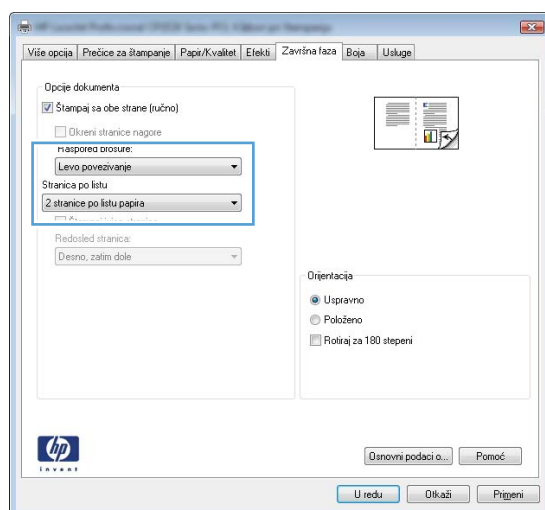 Više opcija Prečice za štampanje Papir/Kvalitet Efekti Završna faza Boja Usluge
Opcije dokumenta
Štampaj sa obe strane (ručno)
Okreni stranice nagore
Raspored brošure:
Levo povezivanje
Stranica po listu
2 stranice po listu papira
Redosled stranica:
Desno, zatim dole
Orijentacija
Uspravno
Položeno
Rotiraj za 180 stepeni
hp
invent
Osnovni podaci o... Pomoć
U redu Otkaži Primeni